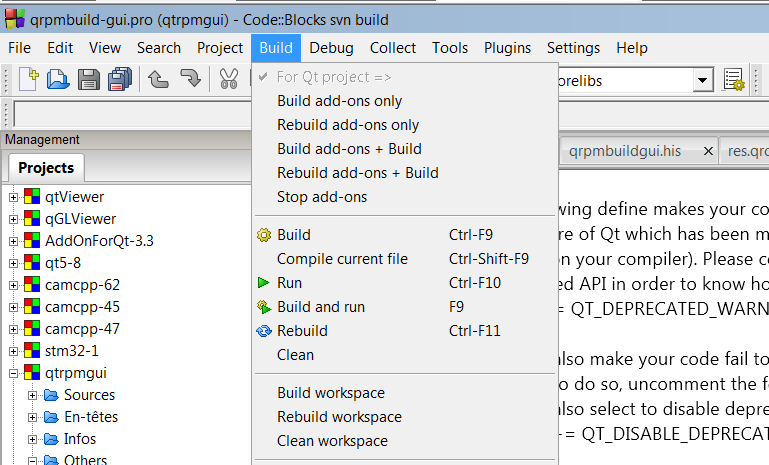 qrpmbuild-gui.pro (qtrpmgui) - Code::Blocks svn build
File Edit View Search Project Build Debug Collect Tools Plugins Settings Help
For Qt project =>
orelibs
Build add-ons only
Rebuild add-ons only
Build add-ons + Build
Rebuild add-ons + Build
Stop add-ons
Build Ctrl-F9
Compile current file Ctrl-Shift-F9
Run Ctrl-F10
Build and run F9
Rebuild Ctrl-F11
Clean
Build workspace
Rebuild workspace
Clean workspace
Management
Projects
qtViewer
qGLViewer
AddOnForQt-3.3
qt5-8
camcpp-62
camcpp-45
camcpp-47
stm32-1
qtrpmgui
Sources
En-têtes
Infos
Others
qrpmbuildgui.his res.qrc
wing define makes your co
re of Qt which has been m
on your compiler). Please co
d API in order to know ho
= QT_DEPRECATED_WARN
also make your code fail to
o do so, uncomment the f
also select to disable depre
+= QT_DISABLE_DEPRECAT